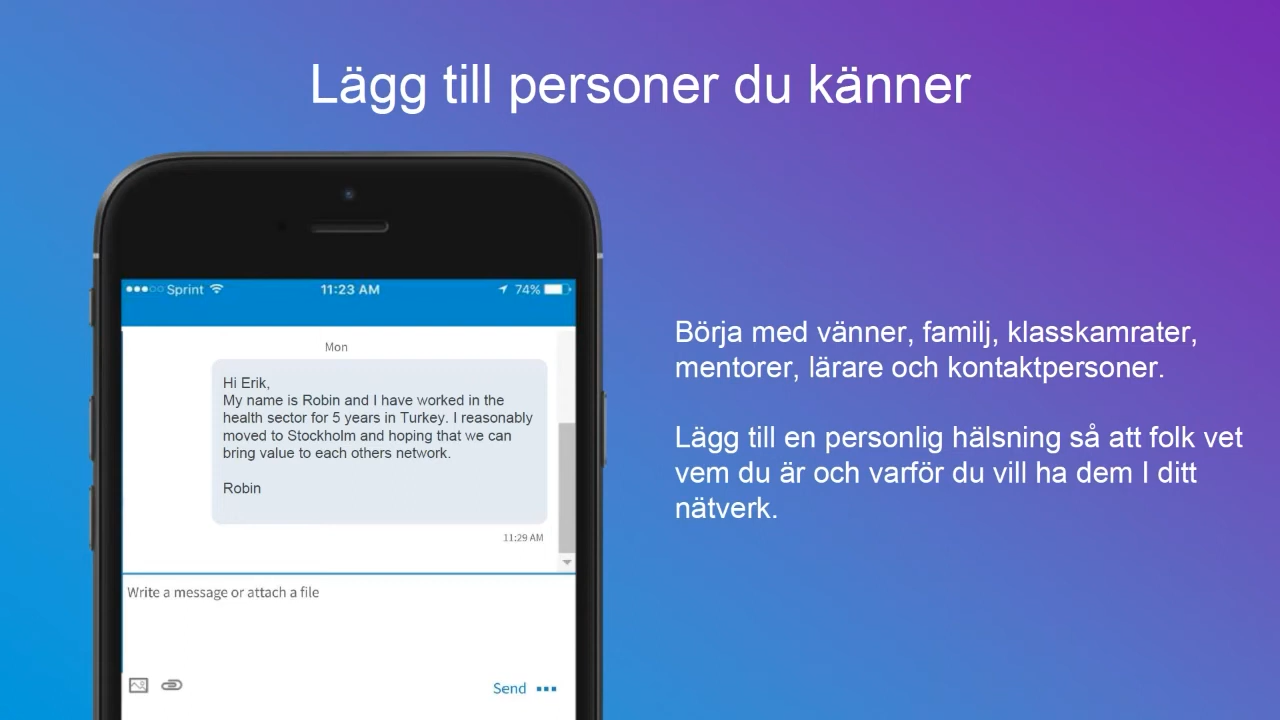 Lägg till personer du känner
Sprint 11:23 AM 74%
Mon
Hi Erik,
My name is Robin and I have worked in the
health sector for 5 years in Turkey. I reasonably
moved to Stockholm and hoping that we can
bring value to each others network.
Robin
11:29 AM
Write a message or attach a file
Send
Börja med vänner, familj, klasskamrater,
mentorer, lärare och kontaktpersoner.
Lägg till en personlig hälsning så att folk vet
vem du är och varför du vill ha dem I ditt
nätverk.